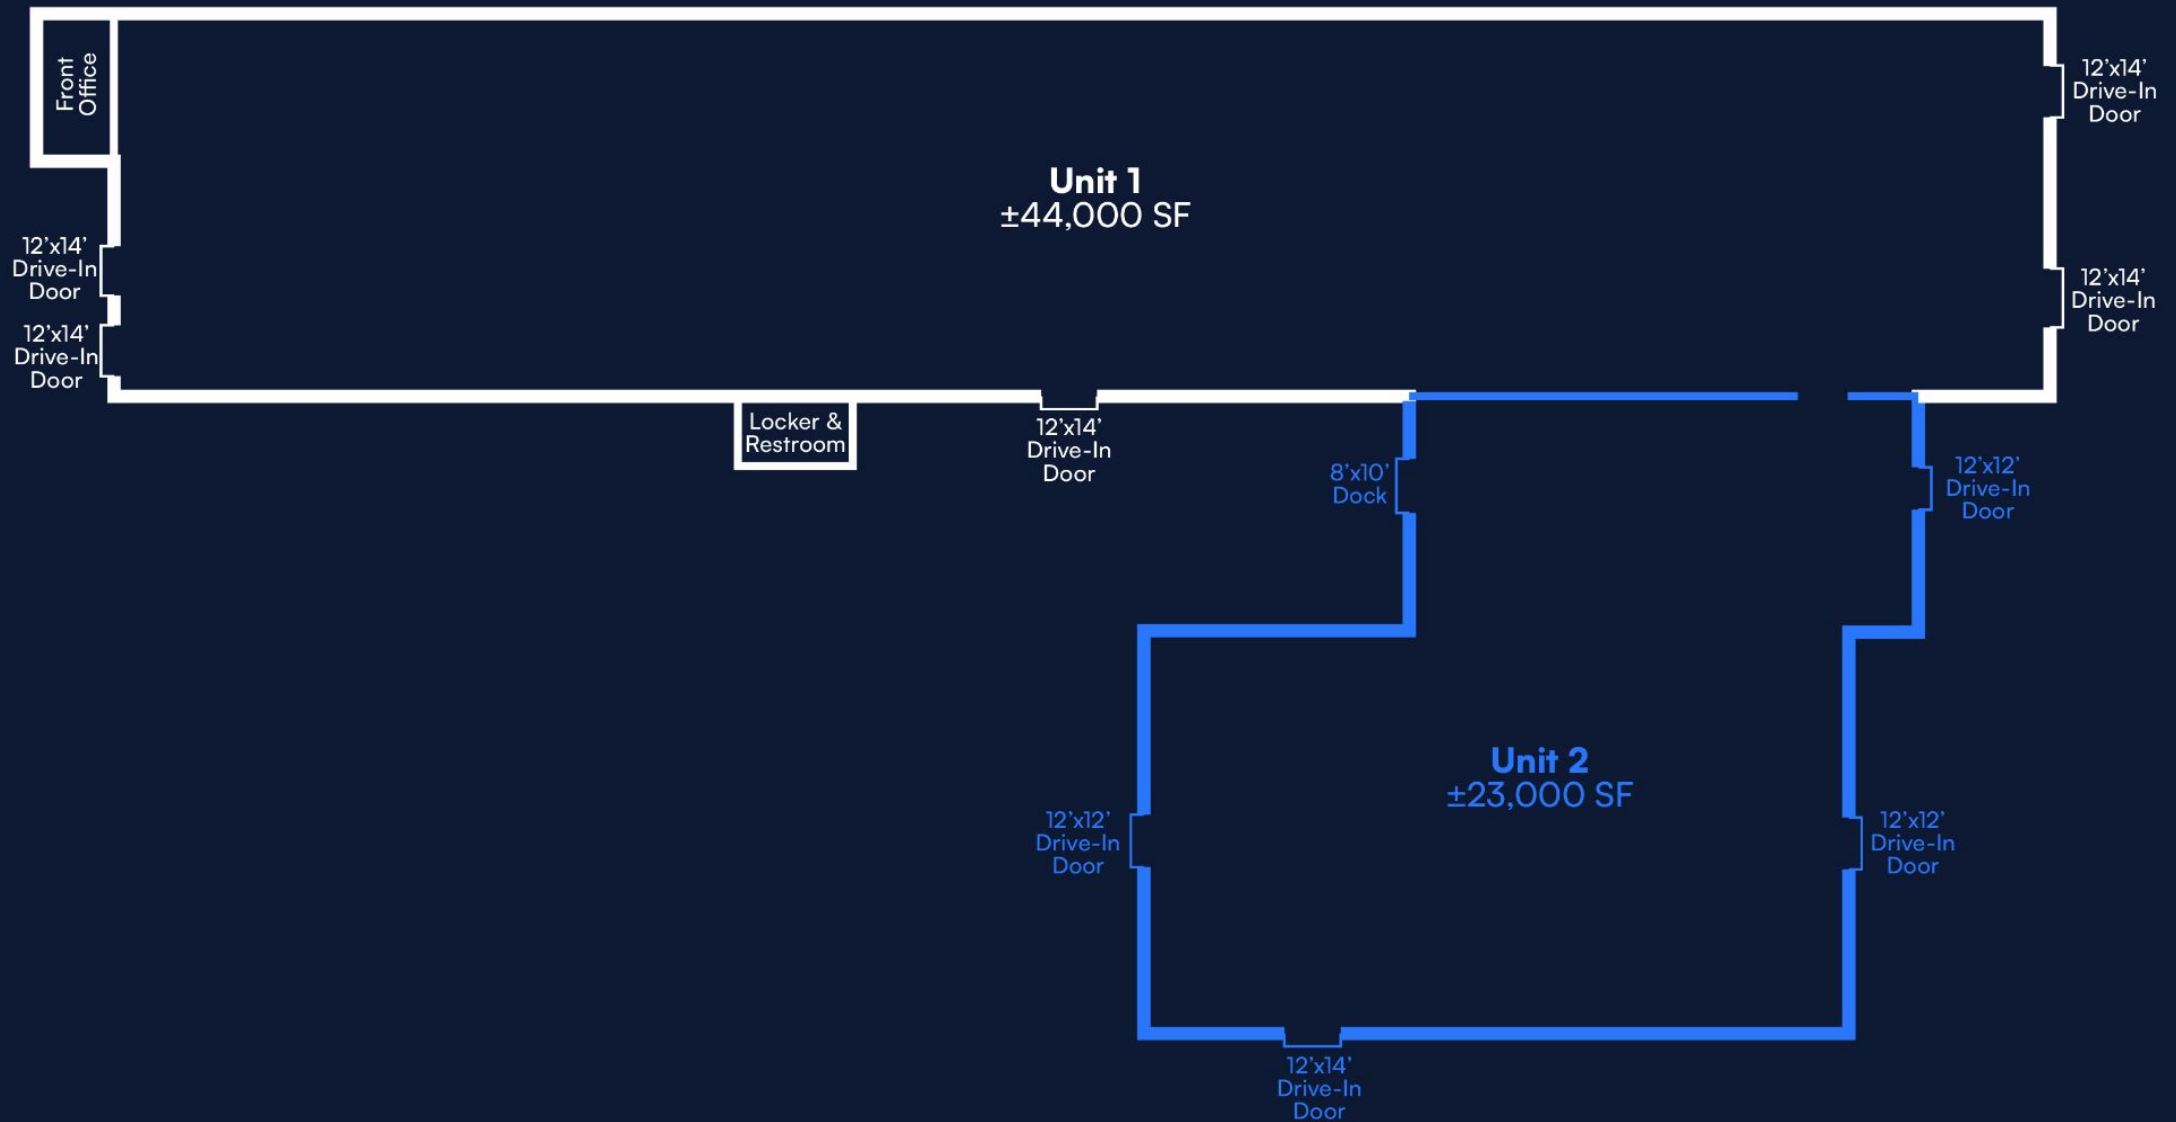 Front
Office
12’x14’
Drive-In
Door
Unit 1
±44,000 SF
12’x14’
Drive-In
Door
12’x14’
Drive-In
Door
12’x14’
Drive-In
Door
Locker &
Restroom
12’x14’
Drive-In
Door
8’x10’
Dock
12’x12’
Drive-In
Door
Unit 2
±23,000 SF
12’x12’
Drive-In
Door
12’x12’
Drive-In
Door
12’x14’
Drive-In
Door